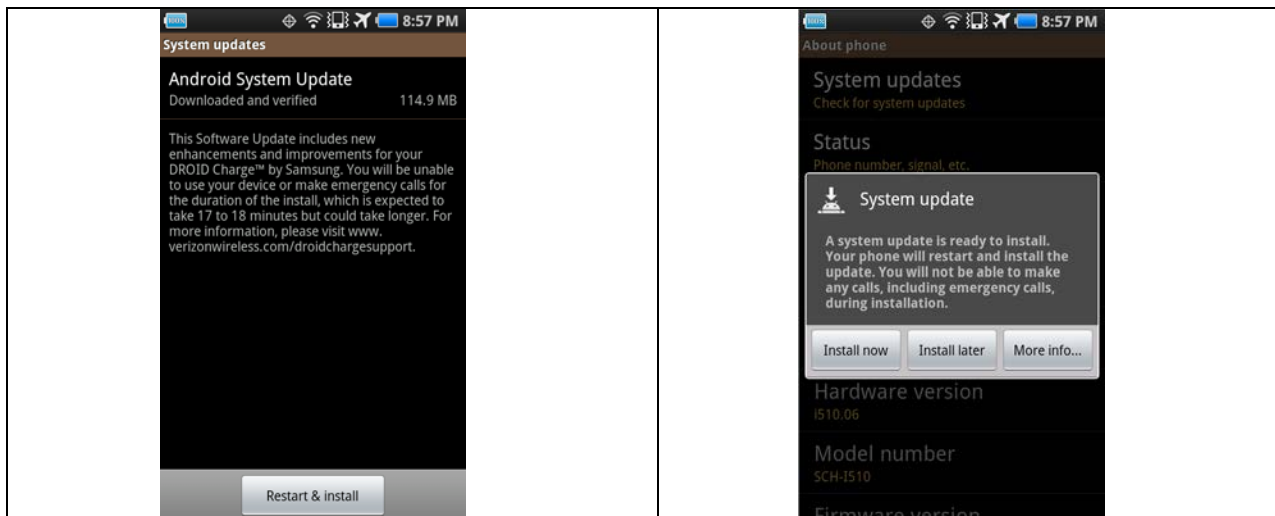 100%
8:57 PM
System updates
Android System Update
Downloaded and verified 114.9 MB
This Software Update includes new
enhancements and improvements for your
DROID Charge™ by Samsung. You will be unable
to use your device or make emergency calls for
the duration of the install, which is expected to
take 17 to 18 minutes but could take longer. For
more information, please visit www.
verizonwireless.com/droidchargesupport.
Restart & install
100%
8:57 PM
About phone
System updates
Check for system updates
Status
Phone number, signal, etc.
System update
A system update is ready to install.
Your phone will restart and install the
update. You will not be able to make
any calls, including emergency calls,
during installation.
Install now Install later More info...
Hardware version
i510.06
Model number
SCH-I510
Firmware version